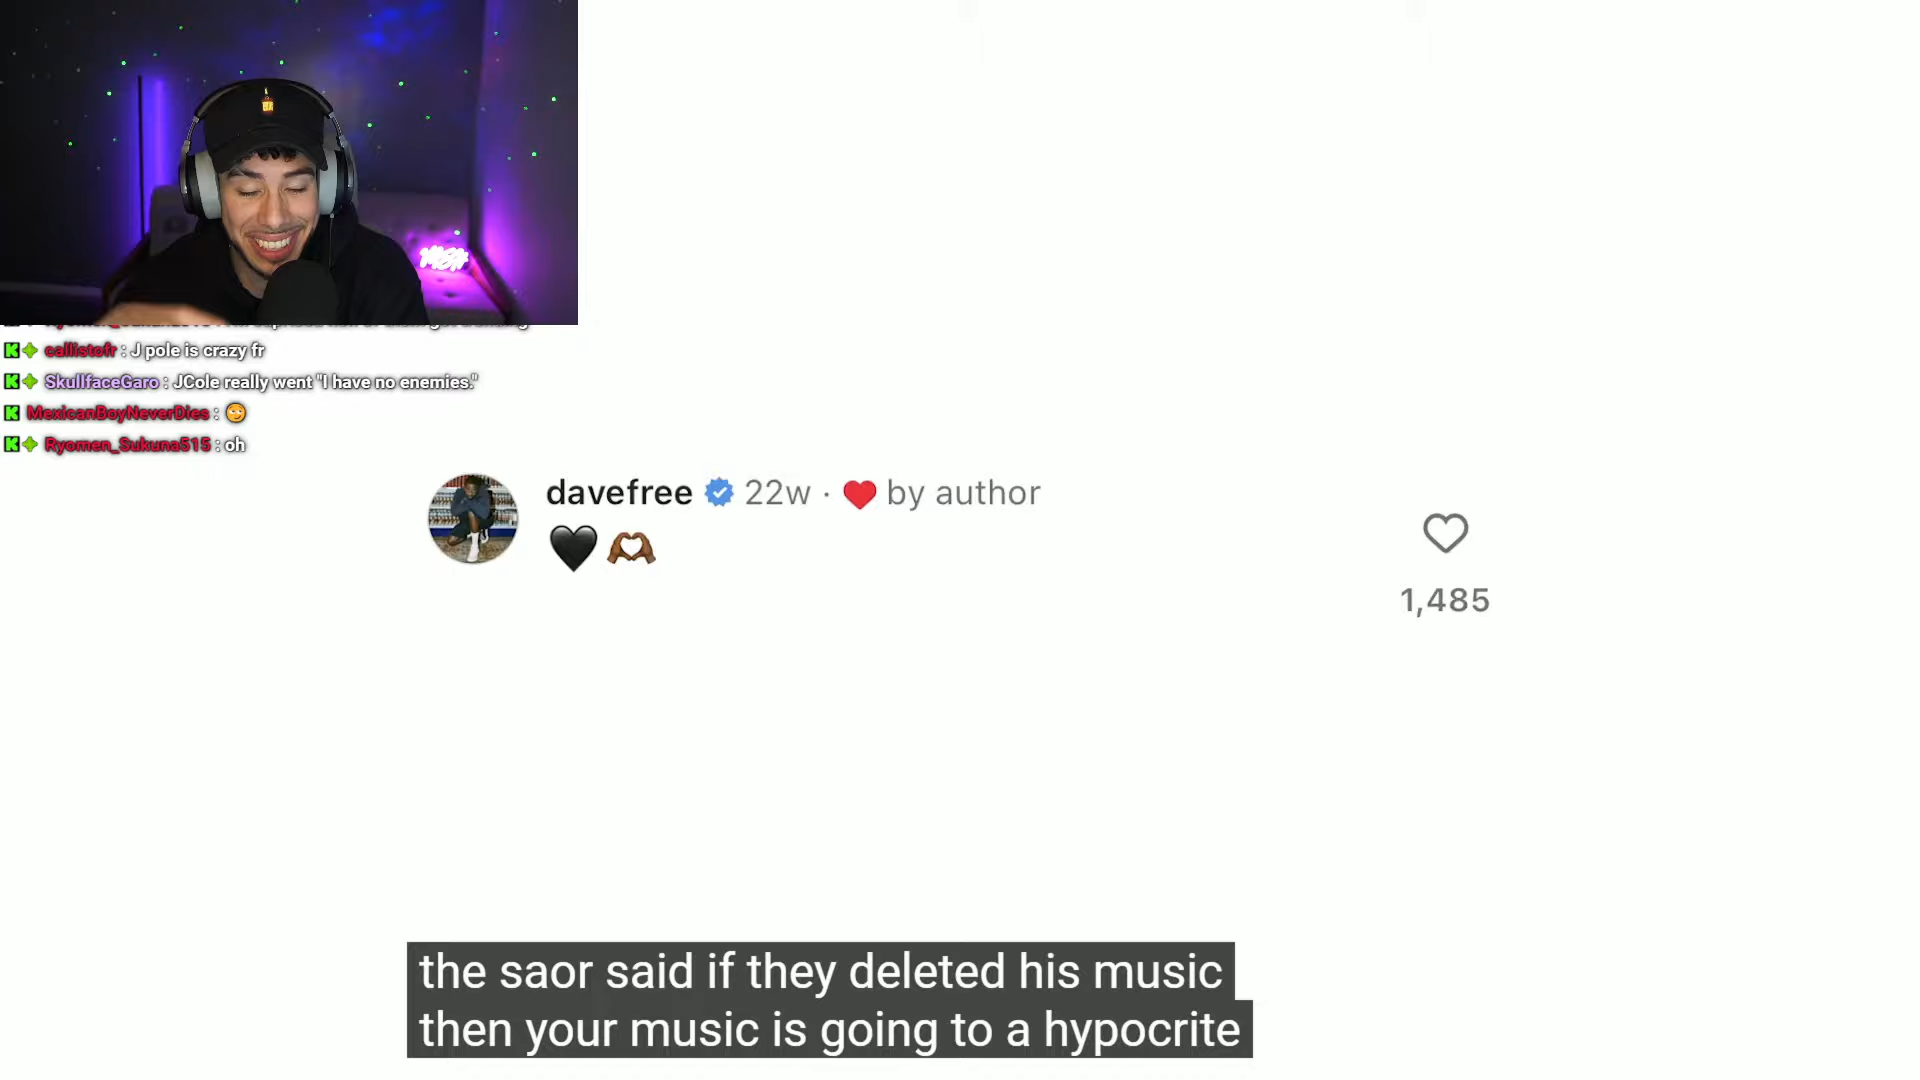 callistofr : J pole is crazy fr
SkullfaceGaro : JCole really went "I have no enemies."
MexicanBoyNeverDies : 😏
Ryomen_Sukuna515 : oh
davefree 22w · ❤️ by author
🖤 🫶🏾
1,485
the saor said if they deleted his music
then your music is going to a hypocrite